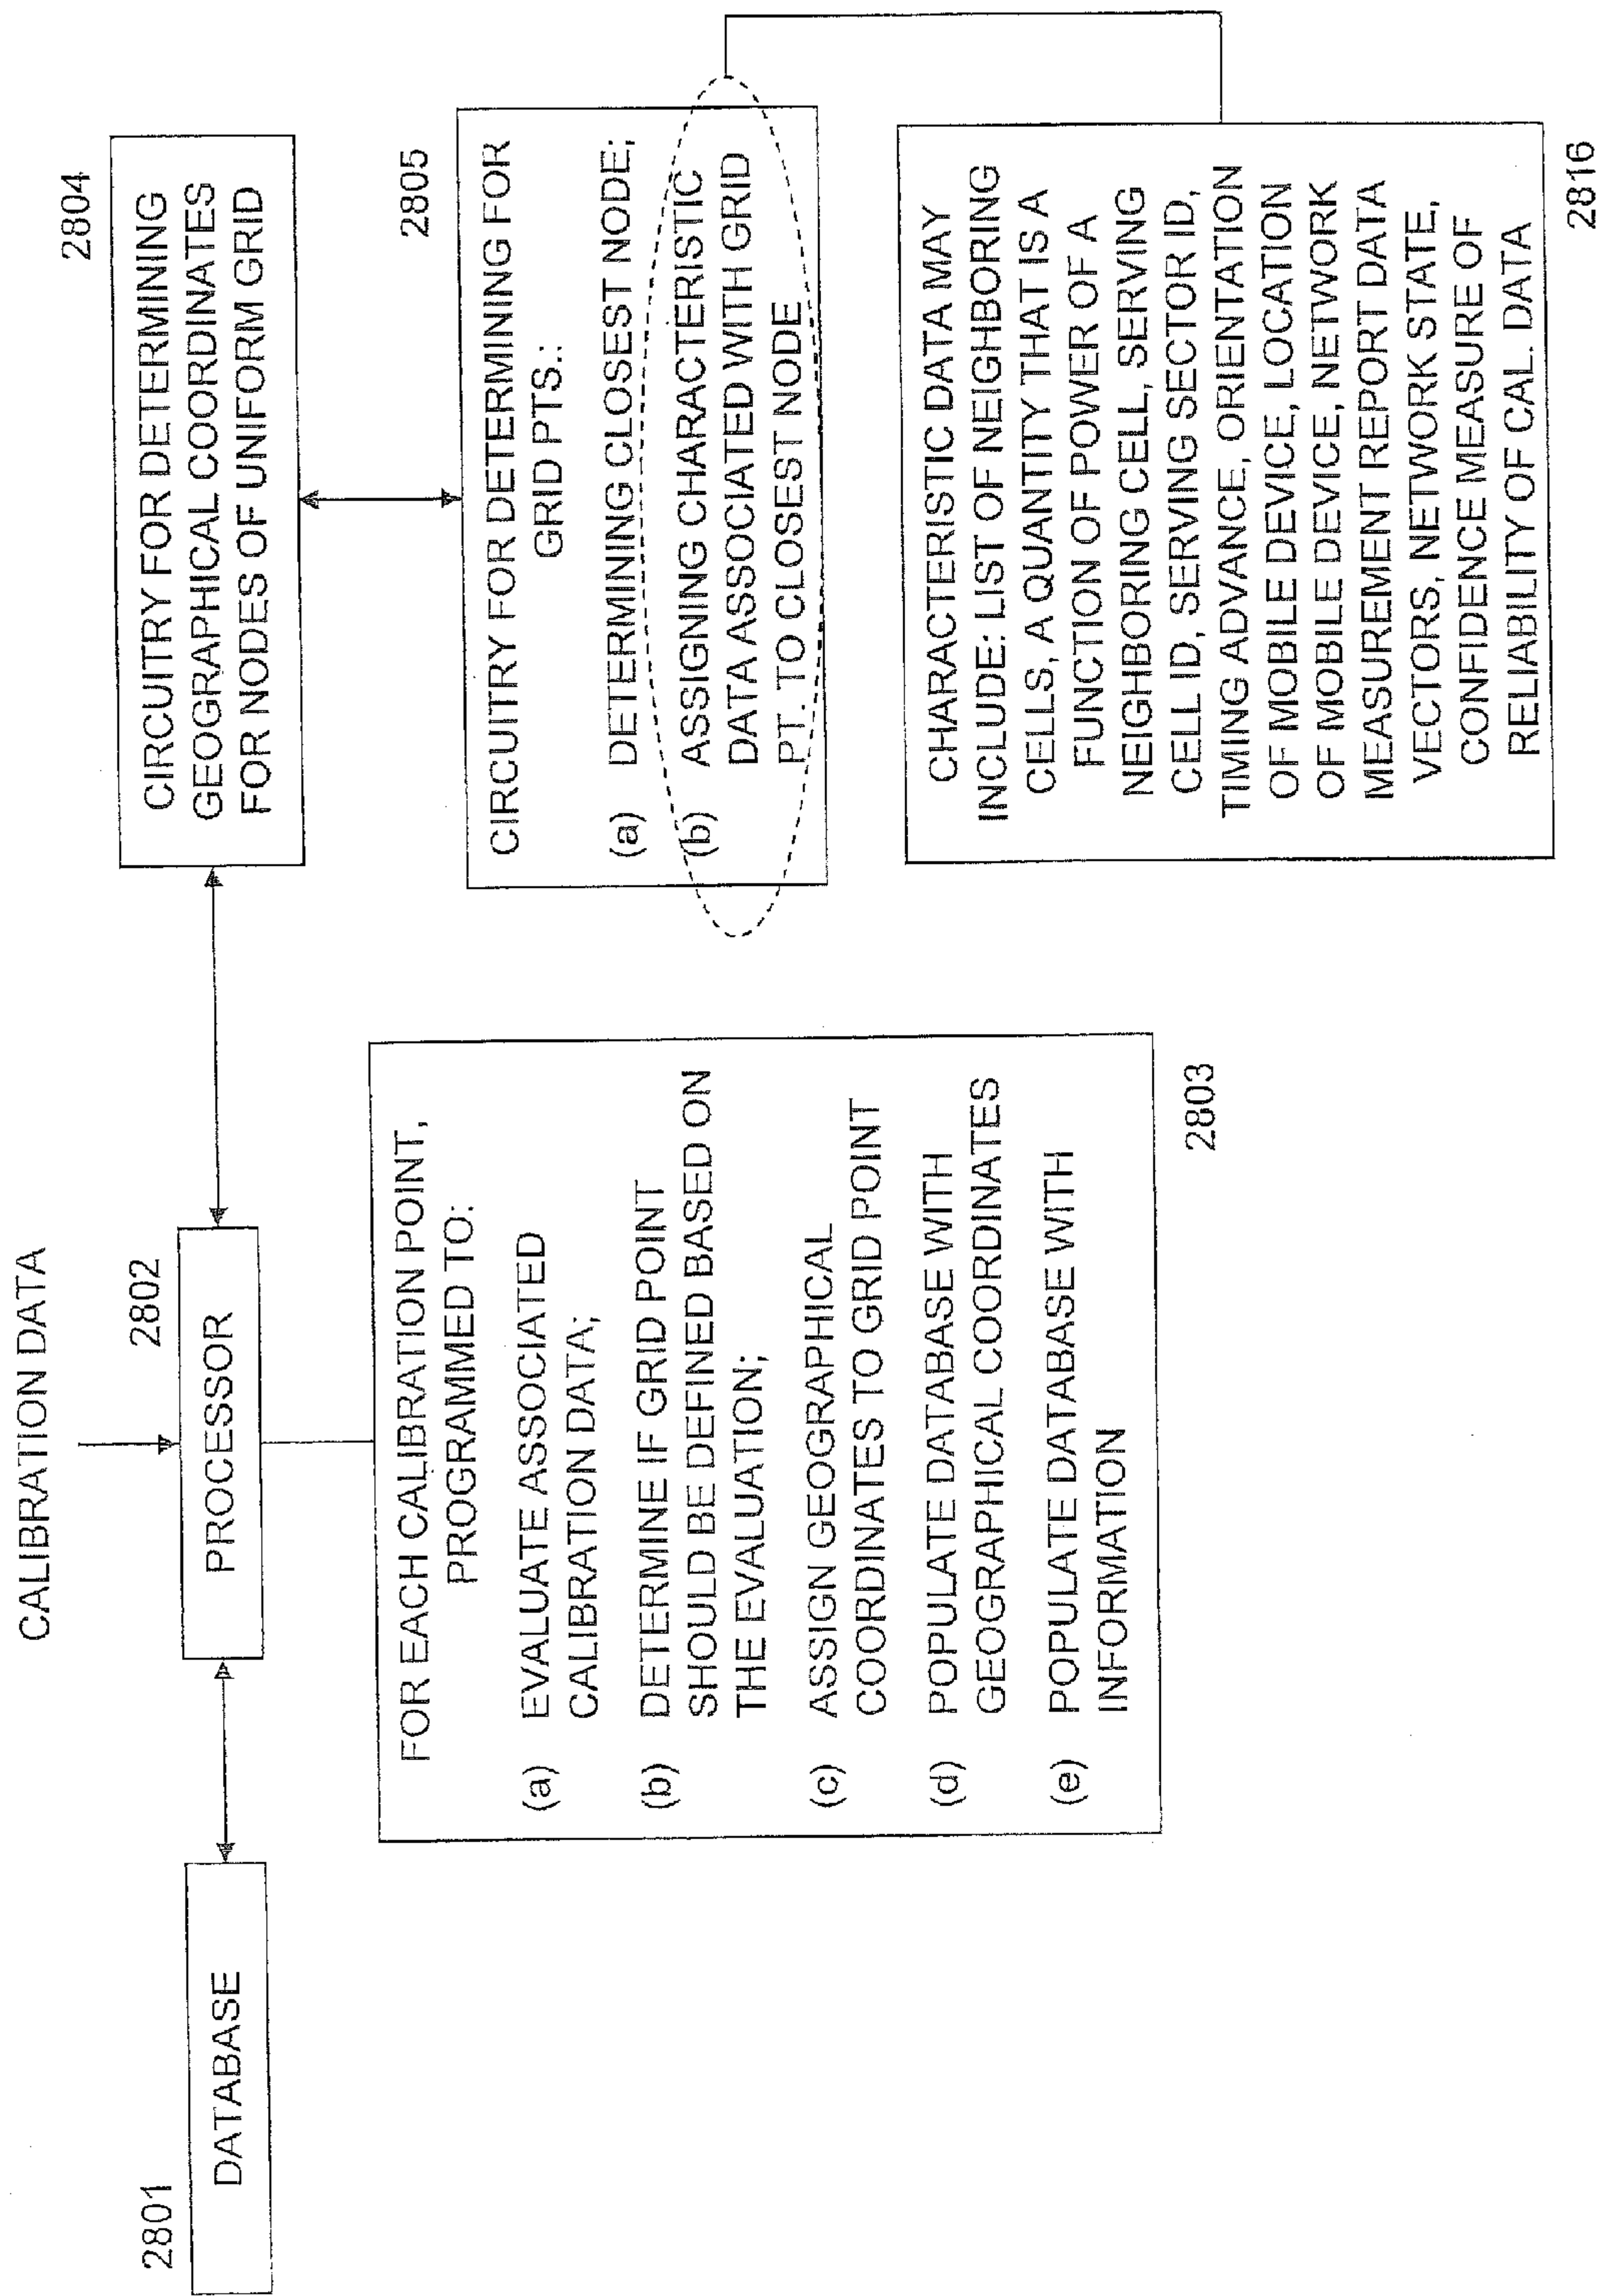 CALIBRATION DATA
2801
DATABASE
2802
PROCESSOR
2804
CIRCUITRY FOR DETERMINING
GEOGRAPHICAL COORDINATES
FOR NODES OF UNIFORM GRID
FOR EACH CALIBRATION POINT,
PROGRAMMED TO:
(a) EVALUATE ASSOCIATED
CALIBRATION DATA;
(b) DETERMINE IF GRID POINT
SHOULD BE DEFINED BASED ON
THE EVALUATION;
(c) ASSIGN GEOGRAPHICAL
COORDINATES TO GRID POINT
(d) POPULATE DATABASE WITH
GEOGRAPHICAL COORDINATES
(e) POPULATE DATABASE WITH
INFORMATION
2803
2805
CIRCUITRY FOR DETERMINING FOR
GRID PTS.:
(a) DETERMINING CLOSEST NODE;
(b) ASSIGNING CHARACTERISTIC
DATA ASSOCIATED WITH GRID
PT. TO CLOSEST NODE
CHARACTERISTIC DATA MAY
INCLUDE: LIST OF NEIGHBORING
CELLS, A QUANTITY THAT IS A
FUNCTION OF POWER OF A
NEIGHBORING CELL, SERVING
CELL ID, SERVING SECTOR ID,
TIMING ADVANCE, ORIENTATION
OF MOBILE DEVICE, LOCATION
OF MOBILE DEVICE, NETWORK
MEASUREMENT REPORT DATA
VECTORS, NETWORK STATE,
CONFIDENCE MEASURE OF
RELIABILITY OF CAL. DATA
2816